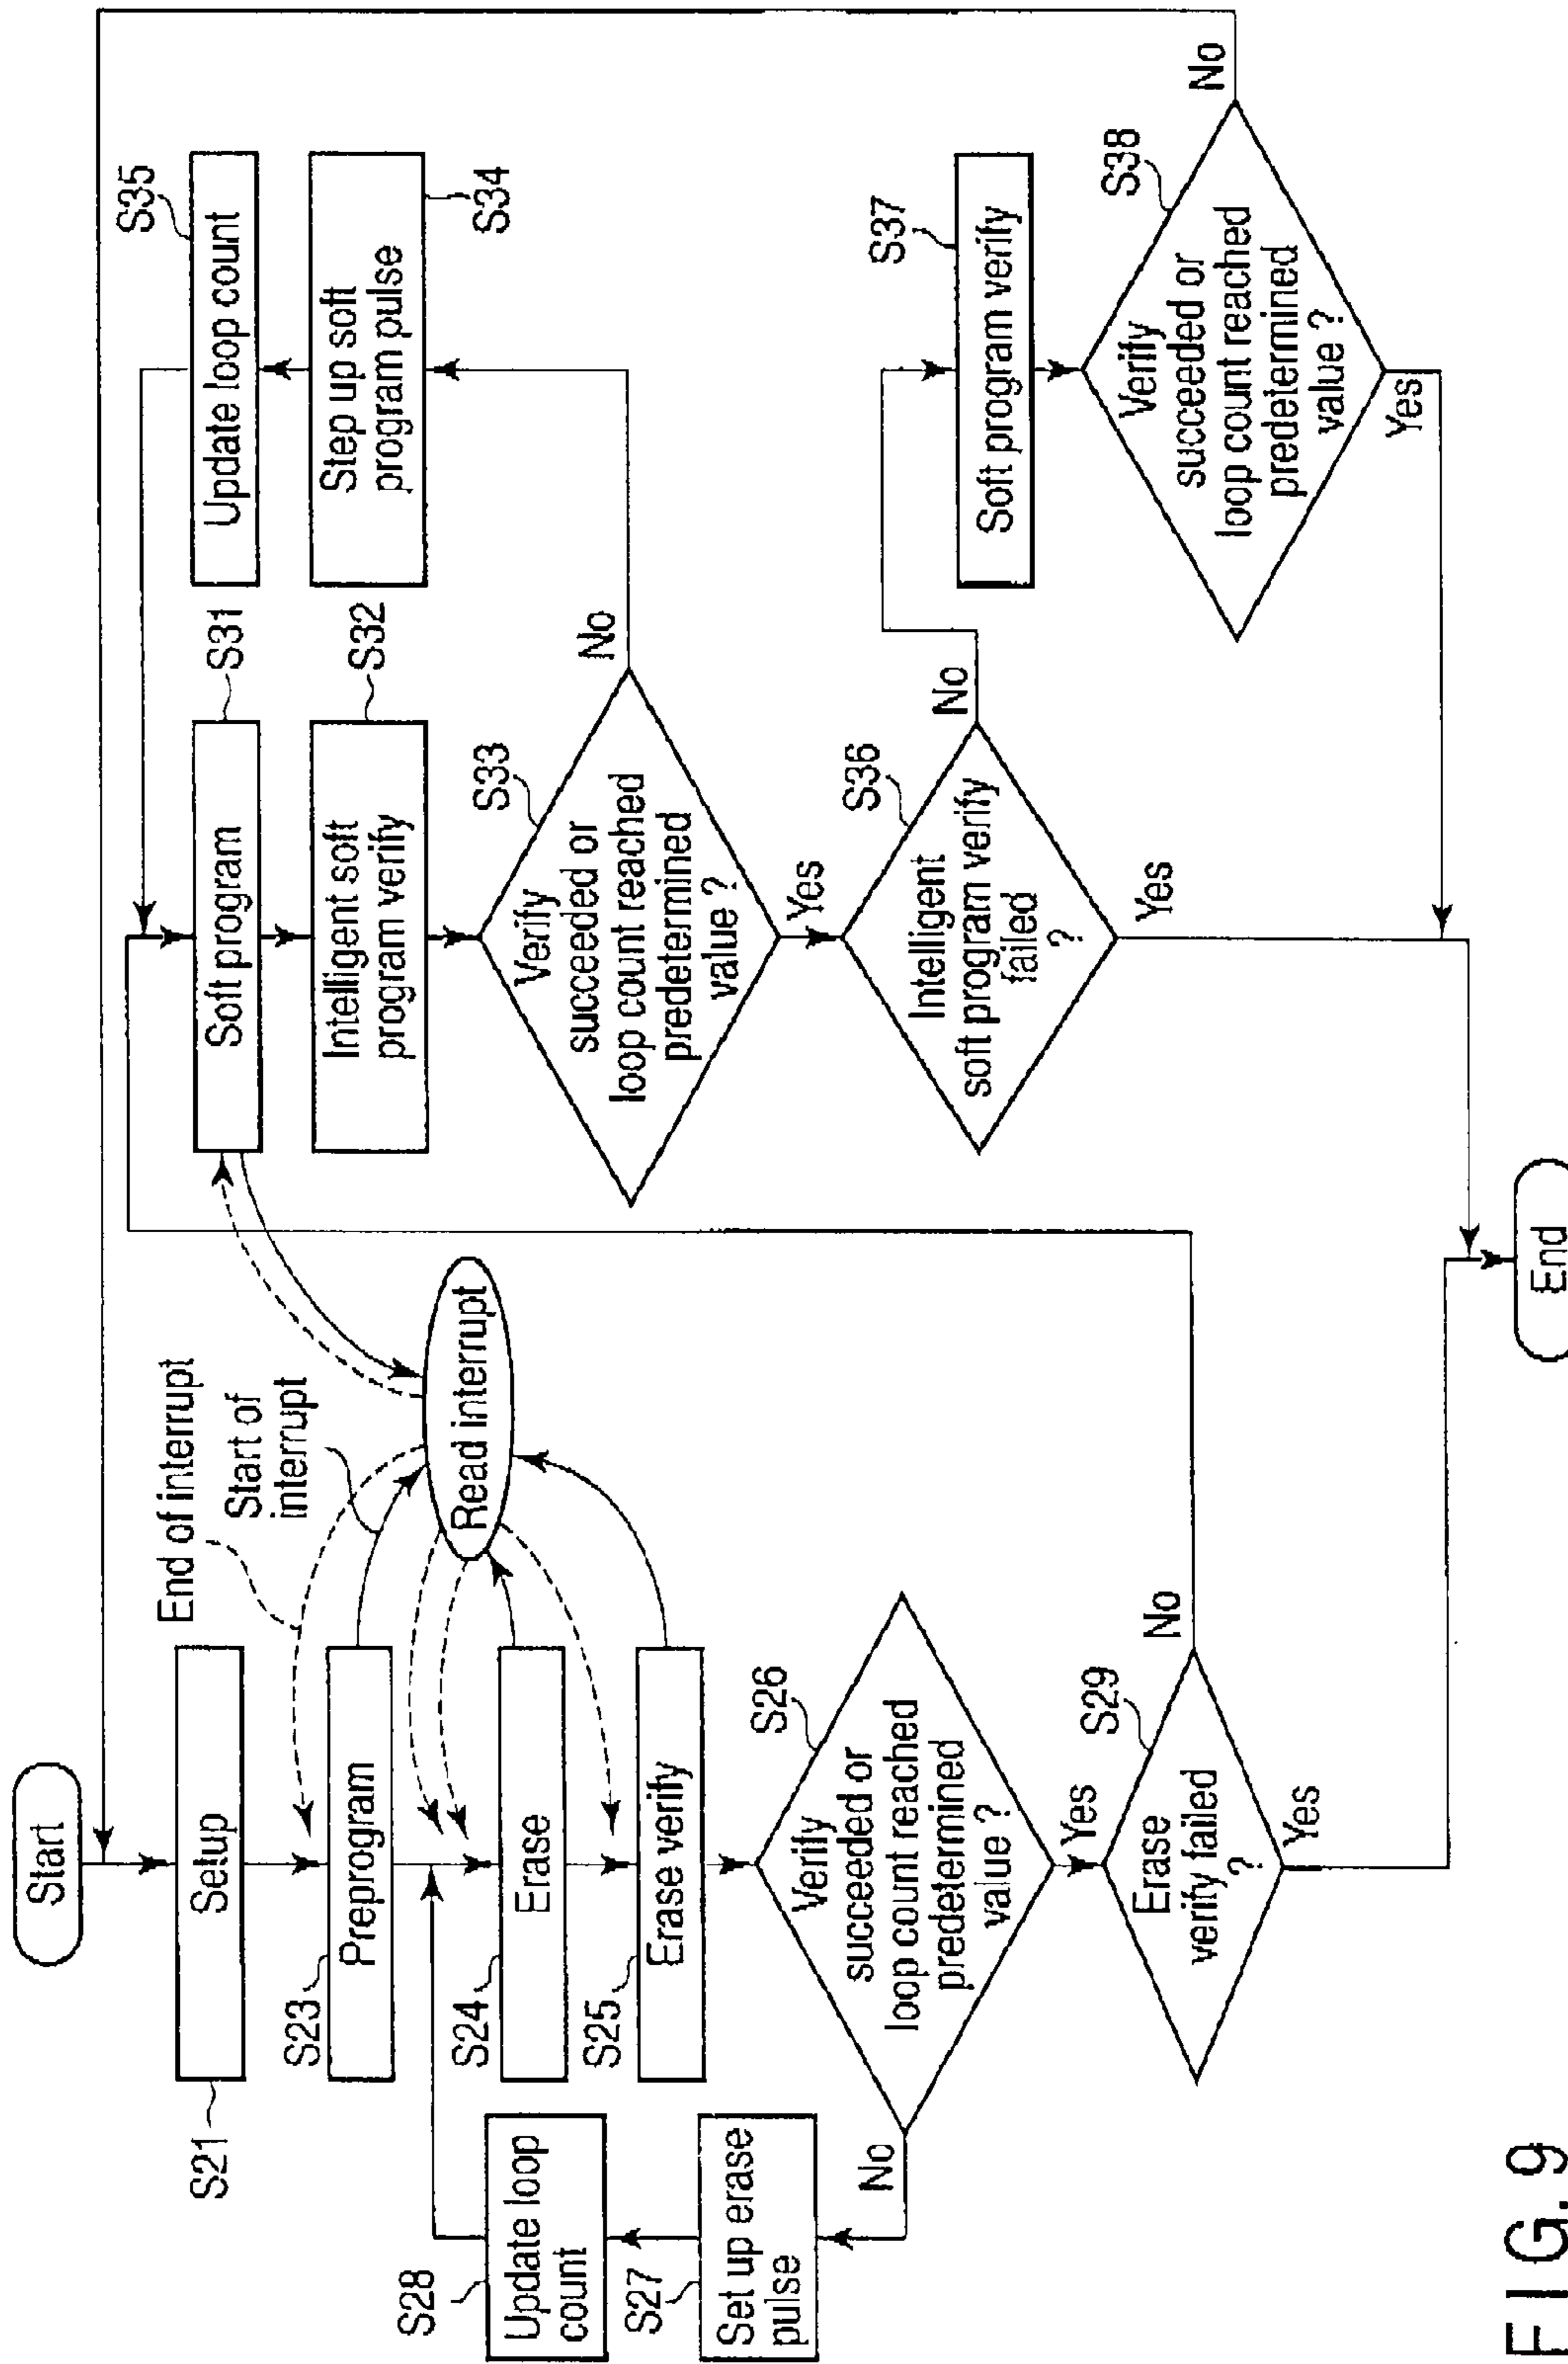 Start
Setup
S21
S23
Preprogram
S24
Erase
S25
Erase verify
S26
Verify
succeeded or
loop count reached
predetermined
value ?
No
Yes
S27
Set up erase
pulse
S28
Update loop
count
S29
Erase
verify failed
?
No
Yes
End of interrupt
Start of
interrupt
Read interrupt
Soft program
S31
Intelligent soft
program verify
S32
S33
Verify
succeeded or
loop count reached
predetermined
value ?
No
Yes
Step up soft
program pulse
S34
Update loop count
S35
S36
Intelligent
soft program verify
failed
?
No
Yes
S37
Soft program verify
S38
Verify
succeeded or
loop count reached
predetermined
value ?
No
Yes
End
FIG. 9